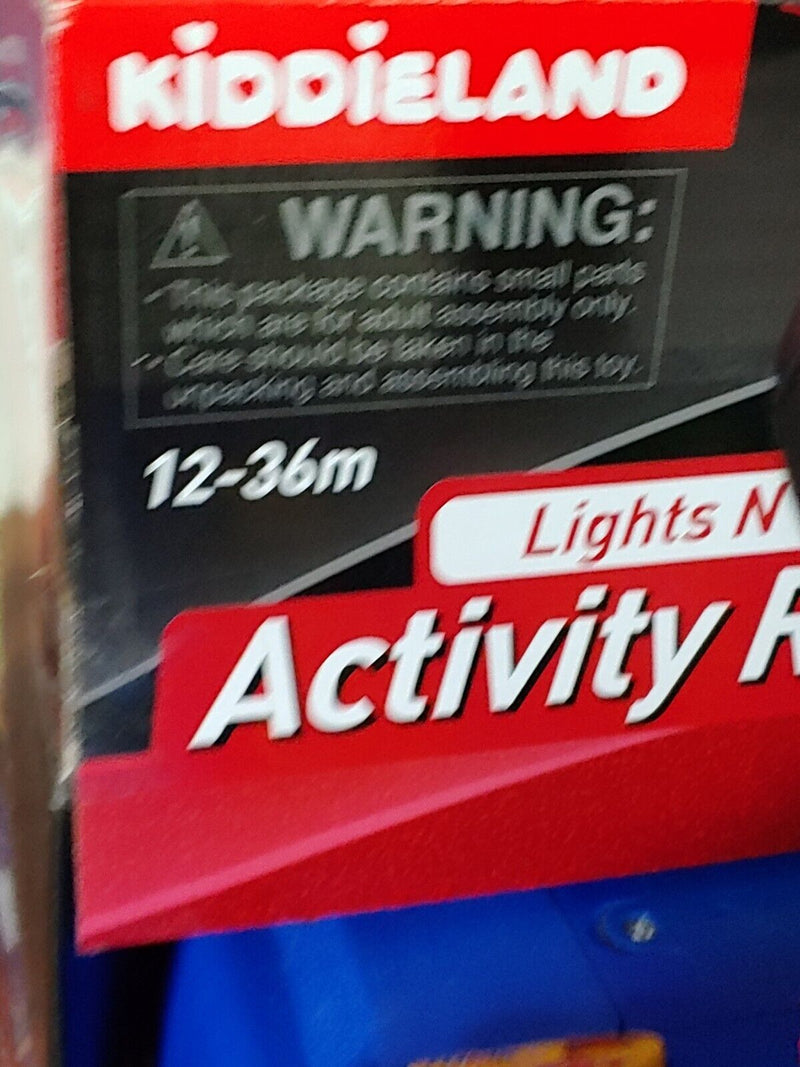 KiDDiELAND
WARNING:
- This package contains small parts
which are for adult assembly only.
- Care should be taken in the
unpacking and assembling this toy.
12-36m
Lights N
Activity R